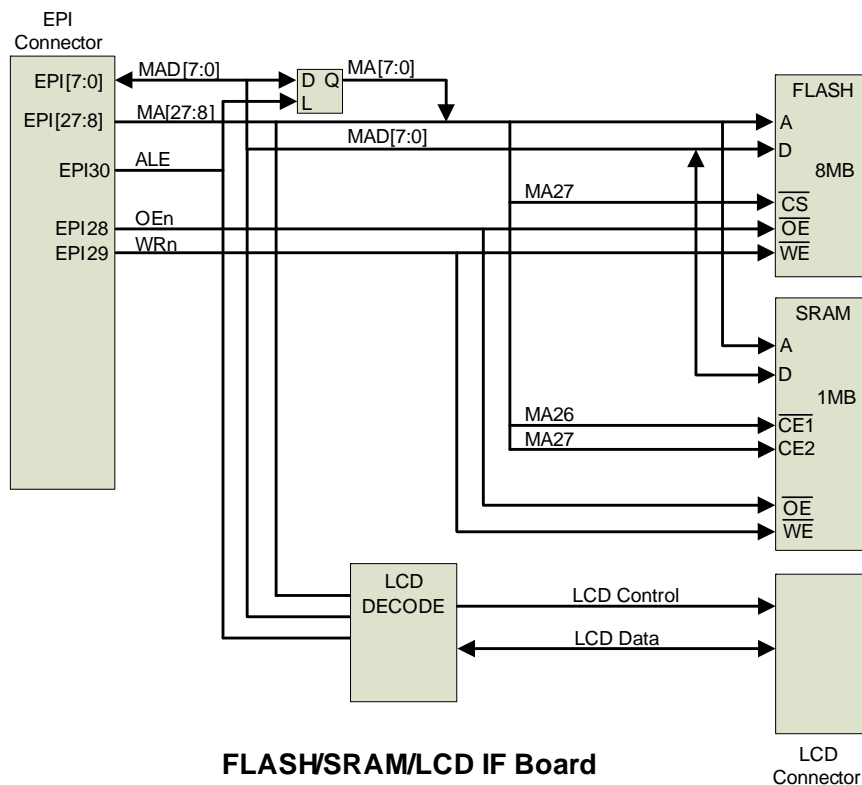 EPI
Connector
EPI[7:0]
MAD[7:0]
D Q
L
MA[7:0]
EPI[27:8]
MA[27:8]
MAD[7:0]
EPI30
ALE
EPI28
OEn
EPI29
WRn
MA27
FLASH
A
D
8MB
CS
OE
WE
SRAM
A
D
1MB
MA26
CE1
MA27
CE2
OE
WE
LCD
DECODE
LCD Control
LCD Data
FLASH/SRAM/LCD IF Board
LCD
Connector